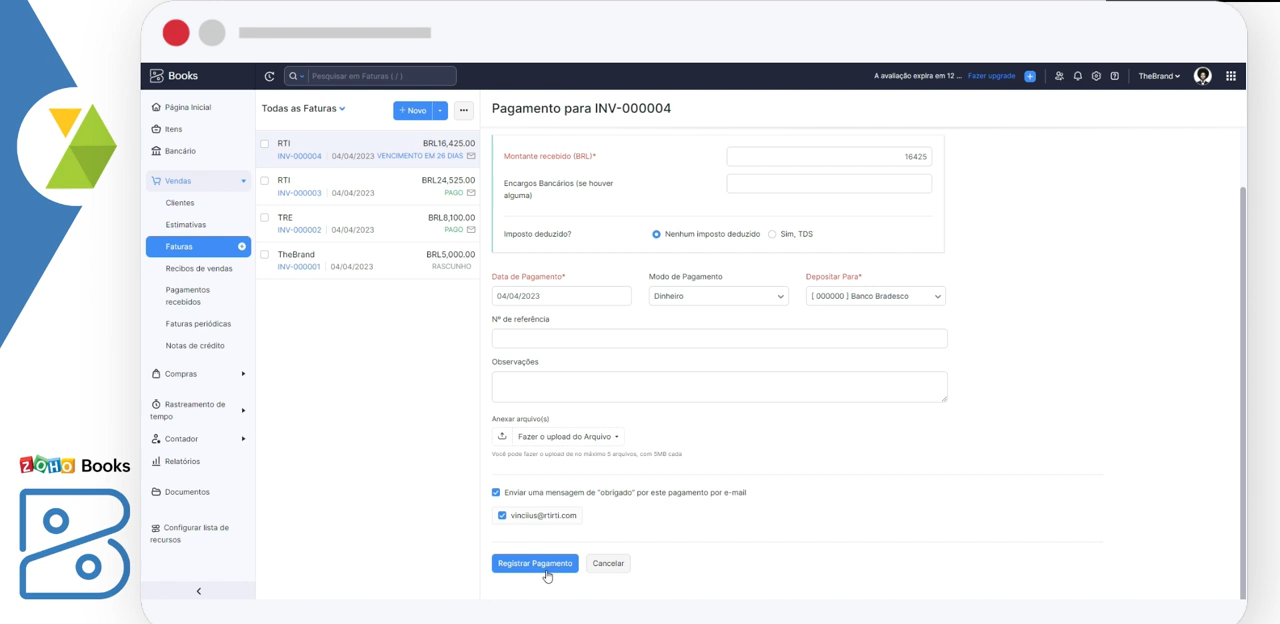 Books
Pesquisar em Faturas ( / )
A avaliação expira em 12 ...
Fazer upgrade
TheBrand
Página Inicial
Itens
Bancário
Vendas
Clientes
Estimativas
Faturas
Recibos de vendas
Pagamentos
recebidos
Faturas periódicas
Notas de crédito
Compras
Rastreamento de
tempo
Contador
Relatórios
Documentos
Configurar lista de
recursos
ZOHO Books
Todas as Faturas
+ Novo
RTI BRL16,425.00
INV-000004 04/04/2023 VENCIMENTO EM 26 DIAS
RTI BRL24,525.00
INV-000003 04/04/2023 PAGO
TRE BRL8,100.00
INV-000002 04/04/2023 PAGO
TheBrand BRL5,000.00
INV-000001 04/04/2023 RASCUNHO
Pagamento para INV-000004
Montante recebido (BRL)* 16425
Encargos Bancários (se houver
alguma)
Imposto deduzido? Nenhum imposto deduzido Sim, TDS
Data de Pagamento* Modo de Pagamento Depositar Para*
04/04/2023 Dinheiro [ 000000 ] Banco Bradesco
Nº de referência
Observações
Anexar arquivo(s)
Fazer o upload do Arquivo
Você pode fazer o upload de no máximo 5 arquivos, com 5MB cada
Enviar uma mensagem de "obrigado" por este pagamento por e-mail
vinciius@rtirti.com
Registrar Pagamento Cancelar